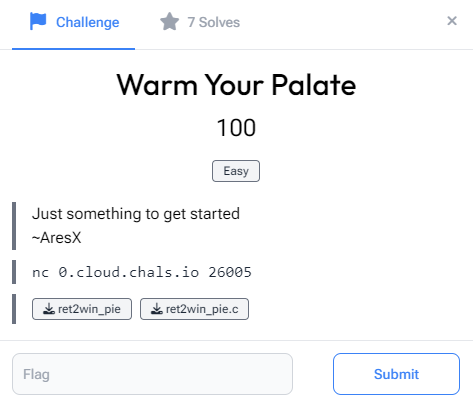 Challenge
7 Solves
×
Warm Your Palate
100
Easy
Just something to get started
~AresX
nc 0.cloud.chals.io 26005
ret2win_pie
ret2win_pie.c
Flag
Submit